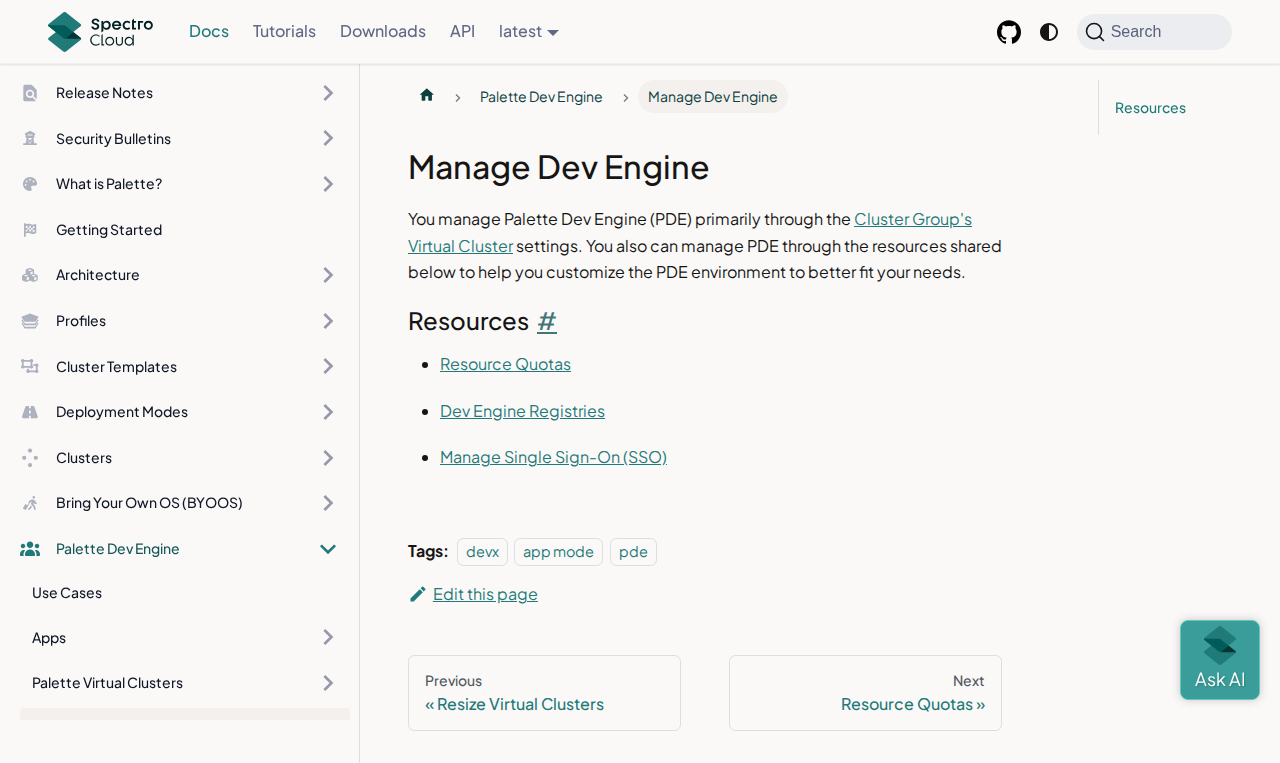 Spectro Cloud
Docs
Tutorials
Downloads
API
latest
Search
Release Notes
Security Bulletins
What is Palette?
Getting Started
Architecture
Profiles
Cluster Templates
Deployment Modes
Clusters
Bring Your Own OS (BYOOS)
Palette Dev Engine
Use Cases
Apps
Palette Virtual Clusters
Palette Dev Engine
Manage Dev Engine
Manage Dev Engine
You manage Palette Dev Engine (PDE) primarily through the Cluster Group's
Virtual Cluster settings. You also can manage PDE through the resources shared
below to help you customize the PDE environment to better fit your needs.
Resources #
Resource Quotas
Dev Engine Registries
Manage Single Sign-On (SSO)
Tags: devx app mode pde
Edit this page
Previous
« Resize Virtual Clusters
Next
Resource Quotas »
Resources
Ask AI